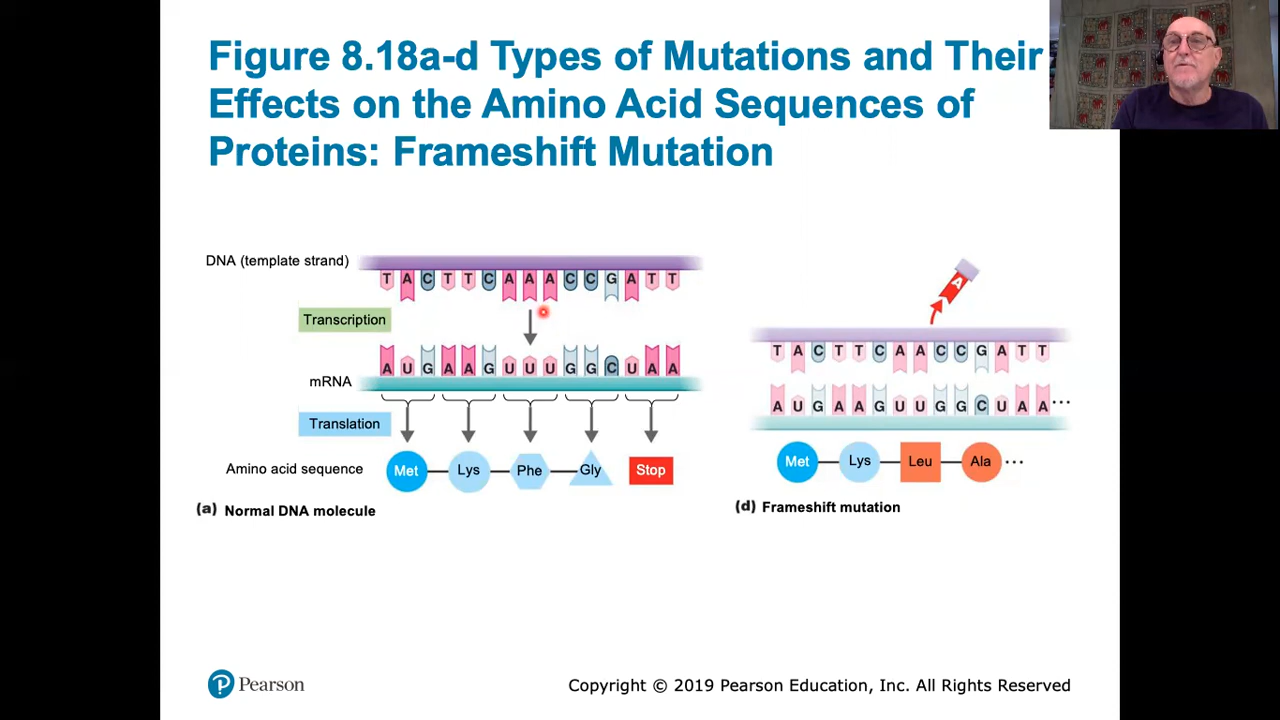 Figure 8.18a-d Types of Mutations and Their
Effects on the Amino Acid Sequences of
Proteins: Frameshift Mutation
DNA (template strand)
T A C T T C A A A C C G A T T
Transcription
A U G A A G U U U G G C U A A
mRNA
Translation
Amino acid sequence
Met Lys Phe Gly Stop
(a) Normal DNA molecule
A
T A C T T C A A C C G A T T
A U G A A G U U G G C U A A ...
Met Lys Leu Ala ...
(d) Frameshift mutation
P Pearson
Copyright © 2019 Pearson Education, Inc. All Rights Reserved